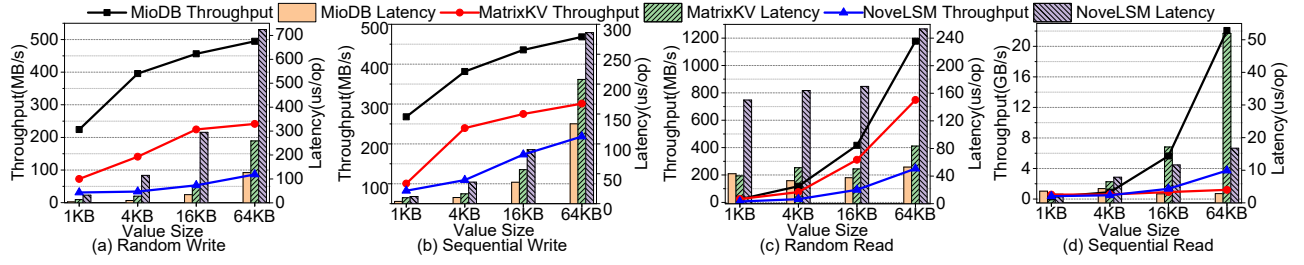 MioDB Throughput MioDB Latency MatrixKV Throughput MatrixKV Latency NoveLSM Throughput NoveLSM Latency
Throughput(MB/s)
500
400
300
200
100
0
700
600
500
400
300
200
100
0
Latency(us/op)
1KB 4KB 16KB 64KB
Value Size
(a) Random Write
Throughput(MB/s)
500
400
300
200
100
300
250
200
150
100
50
0
Latency(us/op)
1KB 4KB 16KB 64KB
Value Size
(b) Sequential Write
Throughput(MB/s)
1200
1000
800
600
400
200
0
240
200
160
120
80
40
0
Latency(us/op)
1KB 4KB 16KB 64KB
Value Size
(c) Random Read
Throughput(GB/s)
20
16
12
8
4
0
50
40
30
20
10
0
Latency(us/op)
1KB 4KB 16KB 64KB
Value Size
(d) Sequential Read